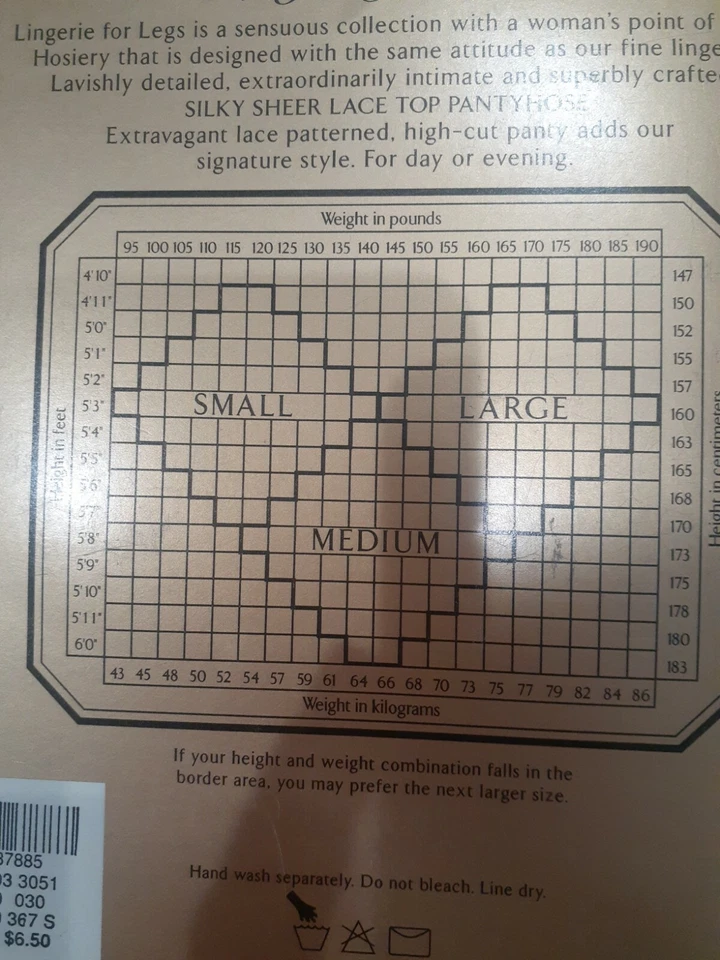 Lingerie for Legs is a sensuous collection with a woman's point of
Hosiery that is designed with the same attitude as our fine linge
Lavishly detailed, extraordinarily intimate and superbly crafte
SILKY SHEER LACE TOP PANTYHOSE
Extravagant lace patterned, high-cut panty adds our
signature style. For day or evening.
Weight in pounds
95 100 105 110 115 120 125 130 135 140 145 150 155 160 165 170 175 180 185 190
4'10" 147
4'11" 150
5'0" 152
5'1" 155
5'2" 157
5'3" SMALL LARGE 160
5'4" 163
5'5" 165
5'6" 168
5'7" 170
5'8" MEDIUM 173
5'9" 175
5'10" 178
5'11" 180
6'0" 183
Height in feet
Height in centimeters
43 45 48 50 52 54 57 59 61 64 66 68 70 73 75 77 79 82 84 86
Weight in kilograms
If your height and weight combination falls in the
border area, you may prefer the next larger size.
Hand wash separately. Do not bleach. Line dry.
37885
03 3051
030
367 S
$6.50